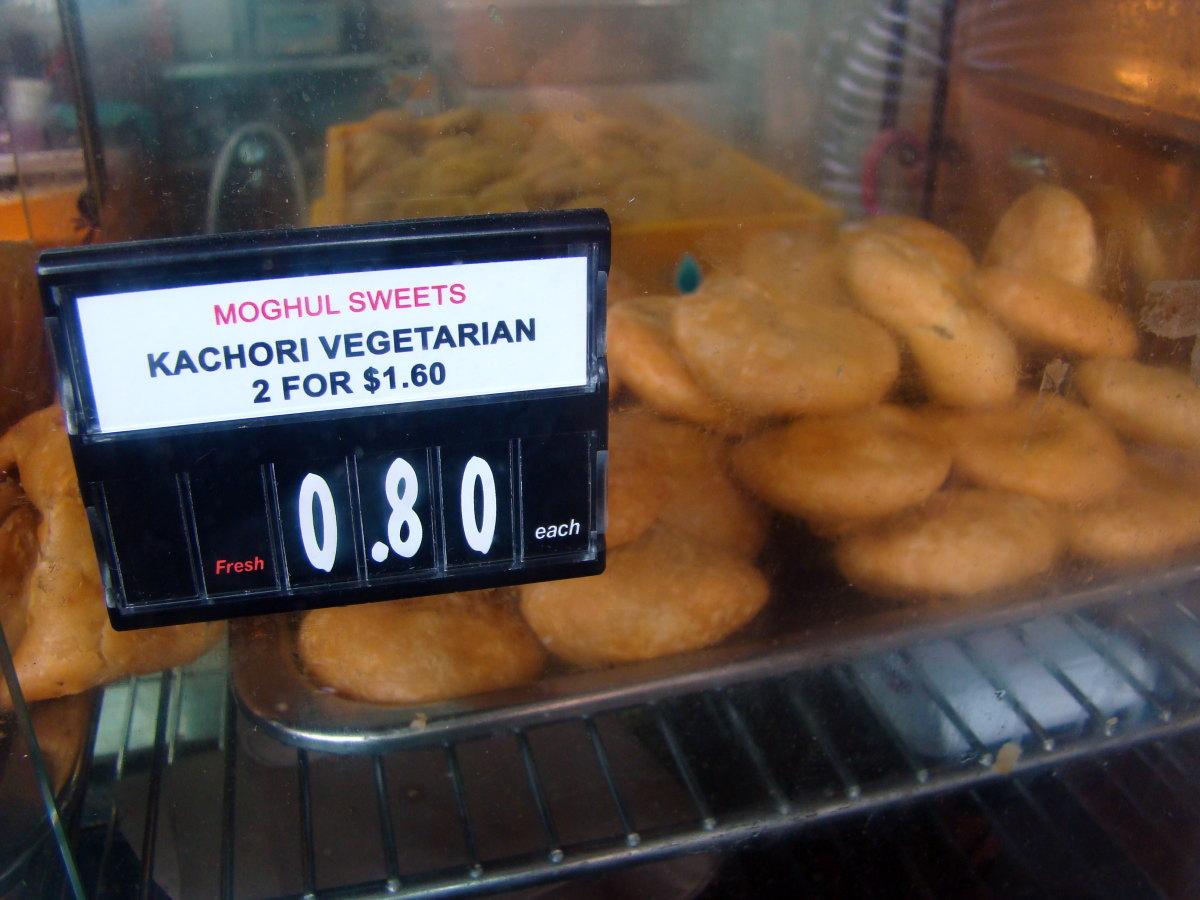 MOGHUL SWEETS
KACHORI VEGETARIAN
2 FOR $1.60
Fresh 0.80 each